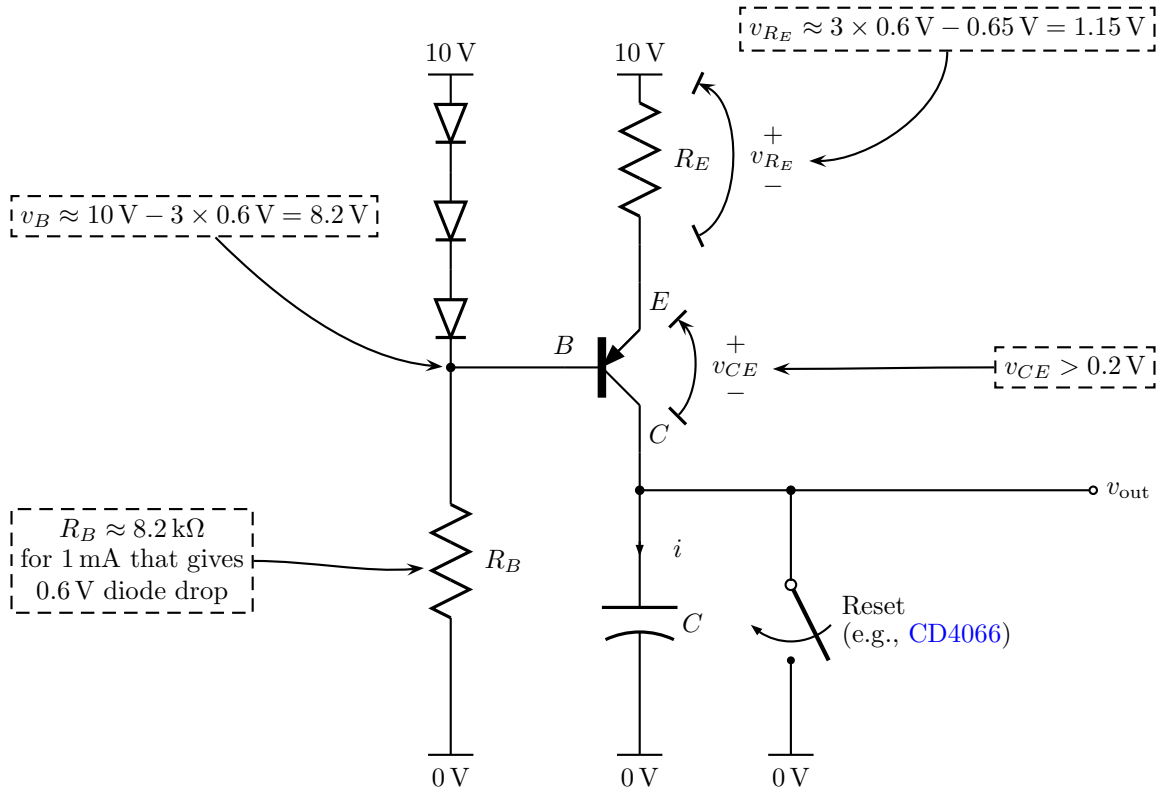 v_{R_E} ≈ 3 × 0.6 V − 0.65 V = 1.15 V
10 V
10 V
+
v_{R_E}
−
R_E
v_B ≈ 10 V − 3 × 0.6 V = 8.2 V
E
B
+
v_{CE}
−
v_{CE} > 0.2 V
C
v_out
R_B ≈ 8.2 kΩ
for 1 mA that gives
0.6 V diode drop
R_B
i
C
Reset
(e.g., CD4066)
0 V
0 V
0 V